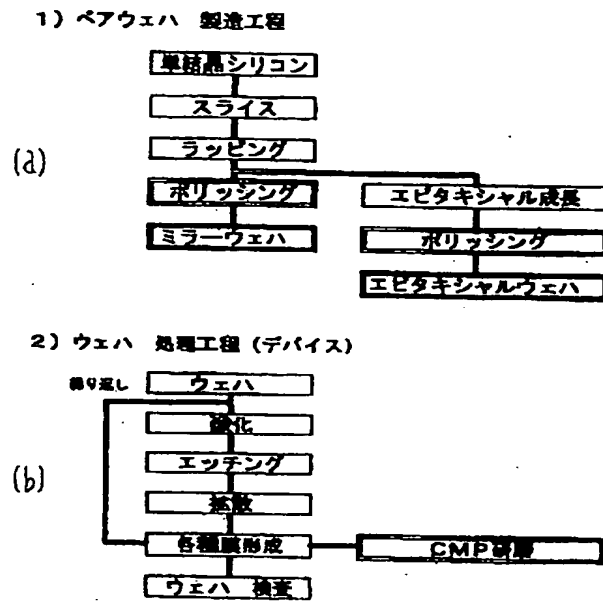 1) ベアウェハ 製造工程
単結晶シリコン
スライス
ラッピング
(a)
ポリッシング
エピタキシャル成長
ミラーウェハ
ポリッシング
エピタキシャルウェハ
2) ウェハ 処理工程 (デバイス)
繰り返し
ウェハ
酸化
エッチング
(b)
拡散
各種膜形成
CMP研磨
ウェハ 検査